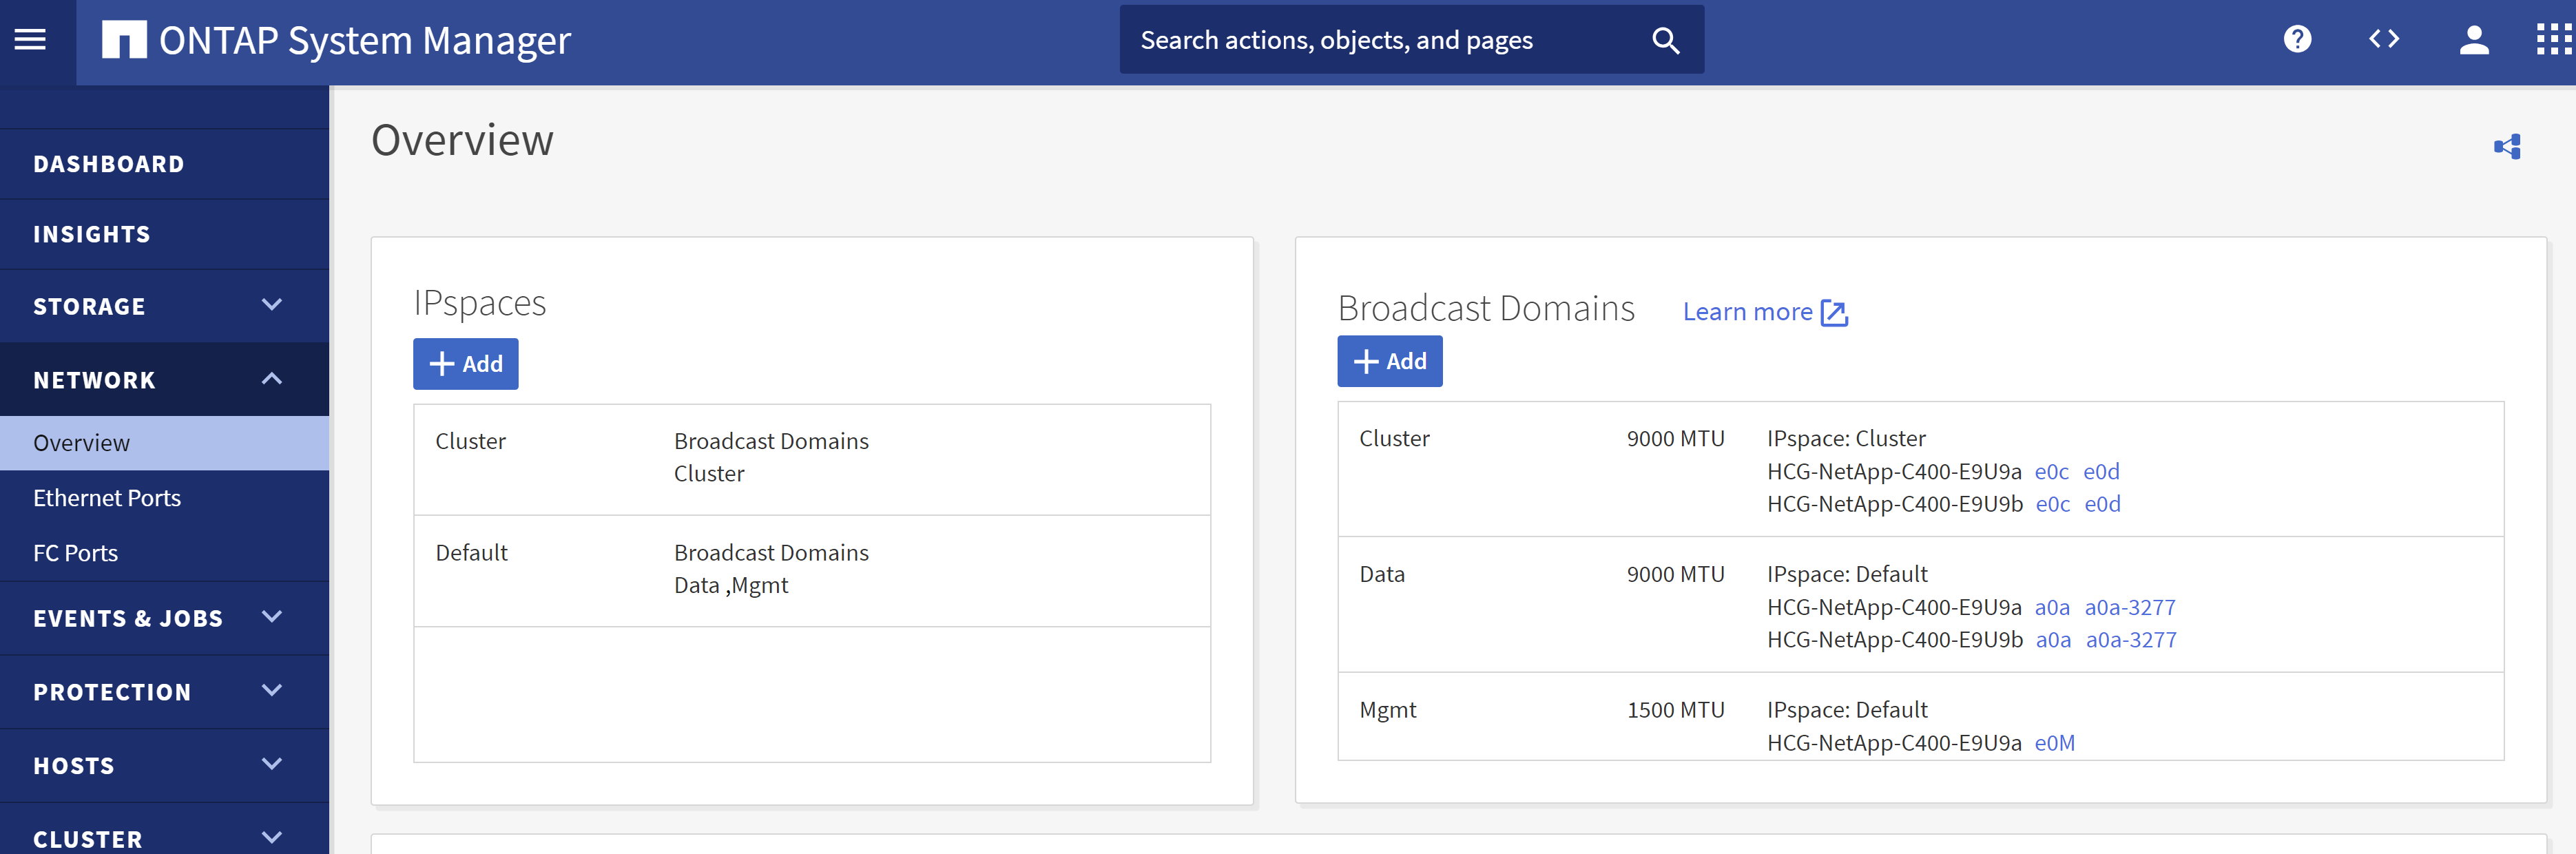 ONTAP System Manager
Search actions, objects, and pages
DASHBOARD
INSIGHTS
STORAGE
NETWORK
Overview
Ethernet Ports
FC Ports
EVENTS & JOBS
PROTECTION
HOSTS
CLUSTER
Overview
IPspaces
Add
Cluster
Broadcast Domains
Cluster
Default
Broadcast Domains
Data ,Mgmt
Broadcast Domains Learn more
Add
Cluster 9000 MTU IPspace: Cluster
HCG-NetApp-C400-E9U9a e0c e0d
HCG-NetApp-C400-E9U9b e0c e0d
Data 9000 MTU IPspace: Default
HCG-NetApp-C400-E9U9a a0a a0a-3277
HCG-NetApp-C400-E9U9b a0a a0a-3277
Mgmt 1500 MTU IPspace: Default
HCG-NetApp-C400-E9U9a e0M